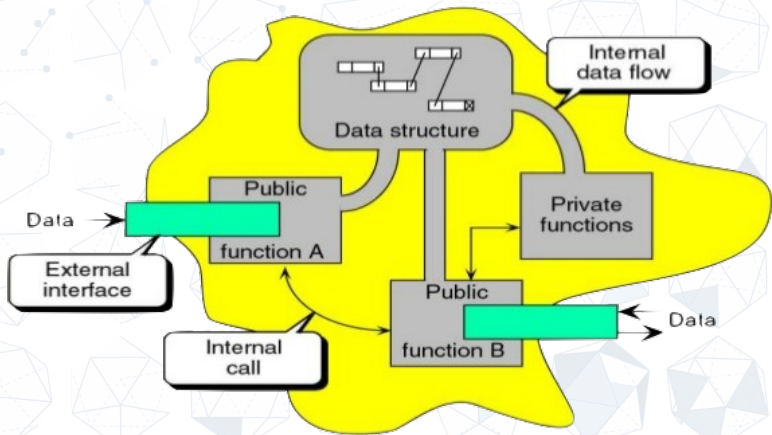 Internal
data flow
Data structure
Public
function A
Private
functions
Data
External
interface
Public
function B
Data
Internal
call